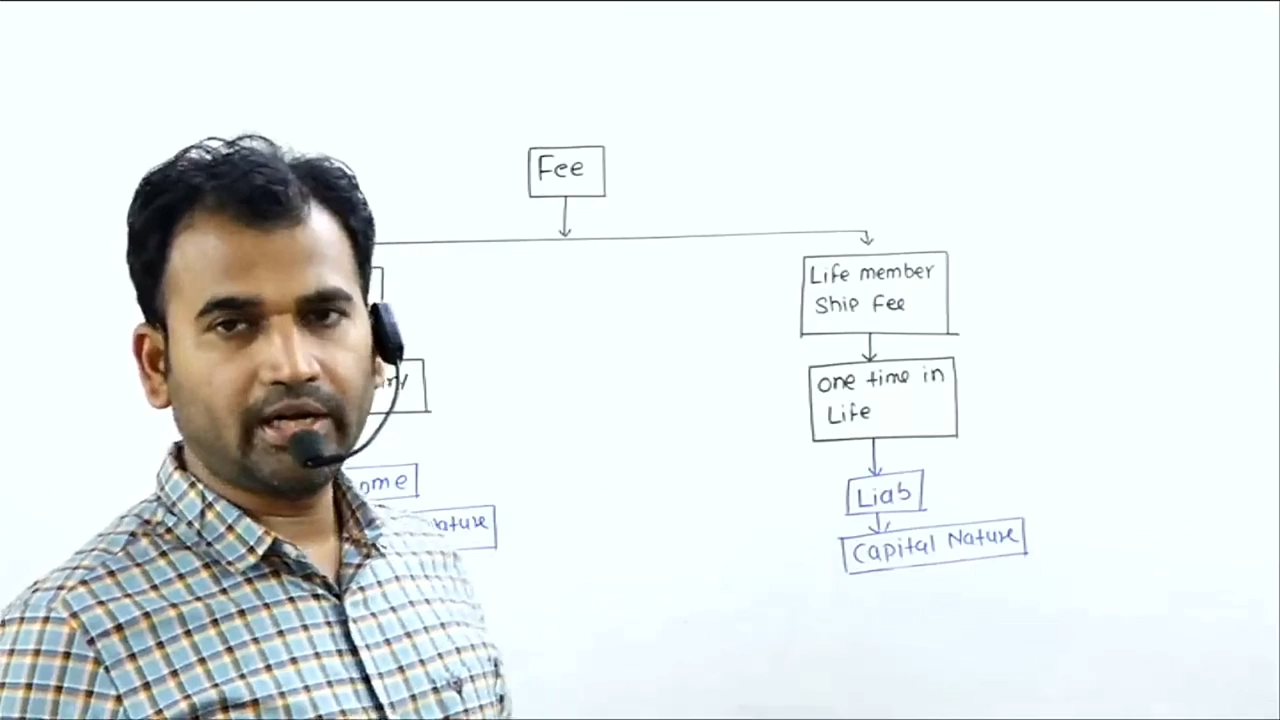 Fee
Life member
Ship Fee
one time in
Life
Liab
Capital Nature